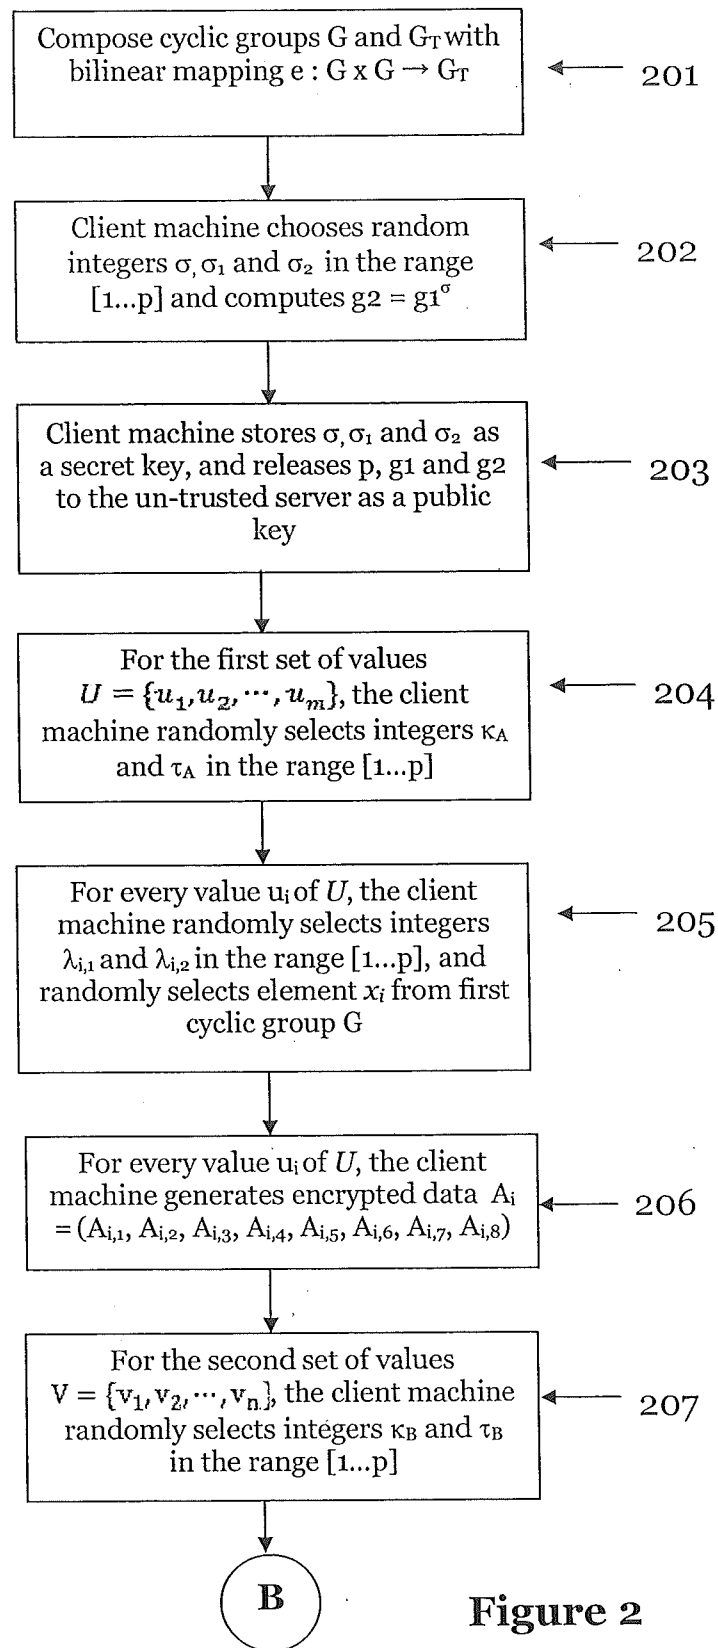 Compose cyclic groups G and G_T with
bilinear mapping e : G x G → G_T
201
Client machine chooses random
integers σ, σ₁ and σ₂ in the range
[1...p] and computes g2 = g1^σ
202
Client machine stores σ, σ₁ and σ₂ as
a secret key, and releases p, g1 and g2
to the un-trusted server as a public
key
203
For the first set of values
U = {u₁, u₂, ⋯, u_m}, the client
machine randomly selects integers κ_A
and τ_A in the range [1...p]
204
For every value u_i of U, the client
machine randomly selects integers
λ_i,1 and λ_i,2 in the range [1...p], and
randomly selects element x_i from first
cyclic group G
205
For every value u_i of U, the client
machine generates encrypted data A_i
= (A_i,1, A_i,2, A_i,3, A_i,4, A_i,5, A_i,6, A_i,7, A_i,8)
206
For the second set of values
V = {v₁, v₂, ⋯, v_n}, the client machine
randomly selects integers κ_B and τ_B
in the range [1...p]
207
B
Figure 2